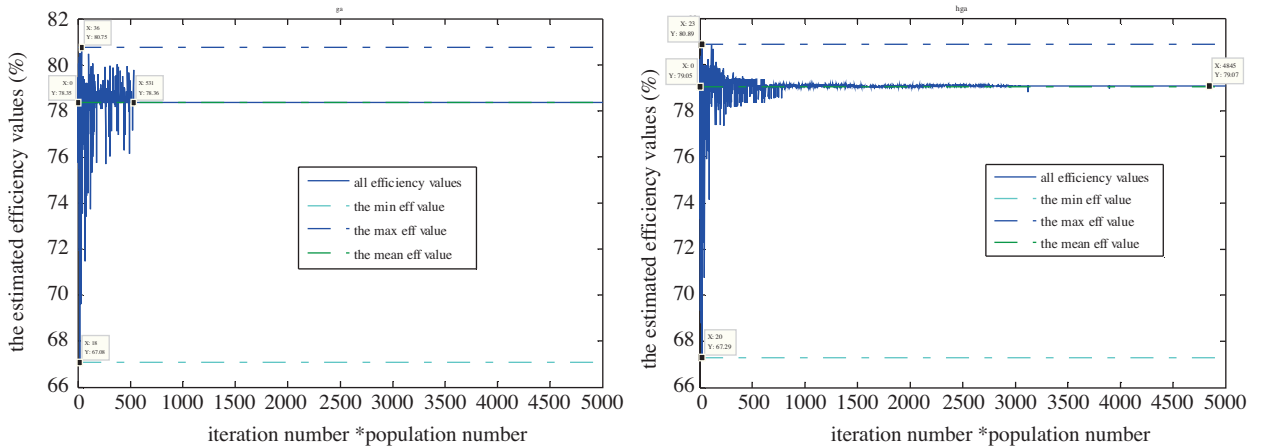 ga
the estimated efficiency values (%)
82
80
78
76
74
72
70
68
66
X: 36
Y: 80.75
X: 0
Y: 78.35
X: 531
Y: 78.36
X: 18
Y: 67.08
all efficiency values
the min eff value
the max eff value
the mean eff value
0 500 1000 1500 2000 2500 3000 3500 4000 4500 5000
iteration number *population number
hga
the estimated efficiency values (%)
82
80
78
76
74
72
70
68
66
X: 23
Y: 80.89
X: 0
Y: 79.05
X: 4845
Y: 79.07
X: 20
Y: 67.29
all efficiency values
the min eff value
the max eff value
the mean eff value
0 500 1000 1500 2000 2500 3000 3500 4000 4500 5000
iteration number *population number